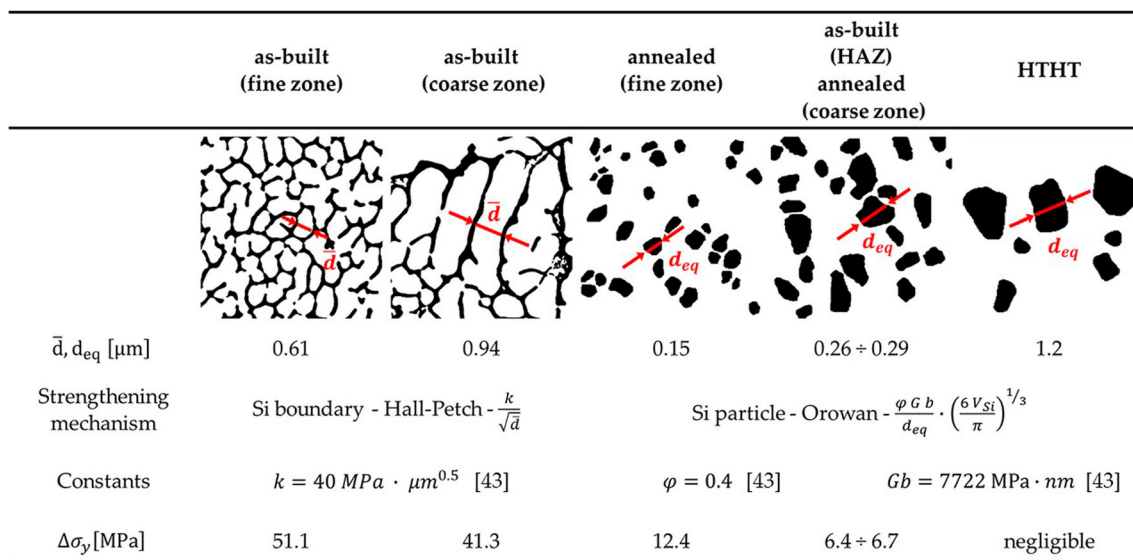 as-built (fine zone)
as-built (coarse zone)
annealed (fine zone)
as-built (HAZ) annealed (coarse zone)
HTHT
d̅
d̅
d_eq
d_eq
d_eq
d̅, d_eq [μm] 0.61 0.94 0.15 0.26 ÷ 0.29 1.2
Strengthening mechanism Si boundary - Hall-Petch - k/√d̅ Si particle - Orowan - φ G b/d_eq · (6 V_Si/π)^1/3
Constants k = 40 MPa · μm^0.5 [43] φ = 0.4 [43] Gb = 7722 MPa · nm [43]
Δσ_y [MPa] 51.1 41.3 12.4 6.4 ÷ 6.7 negligible